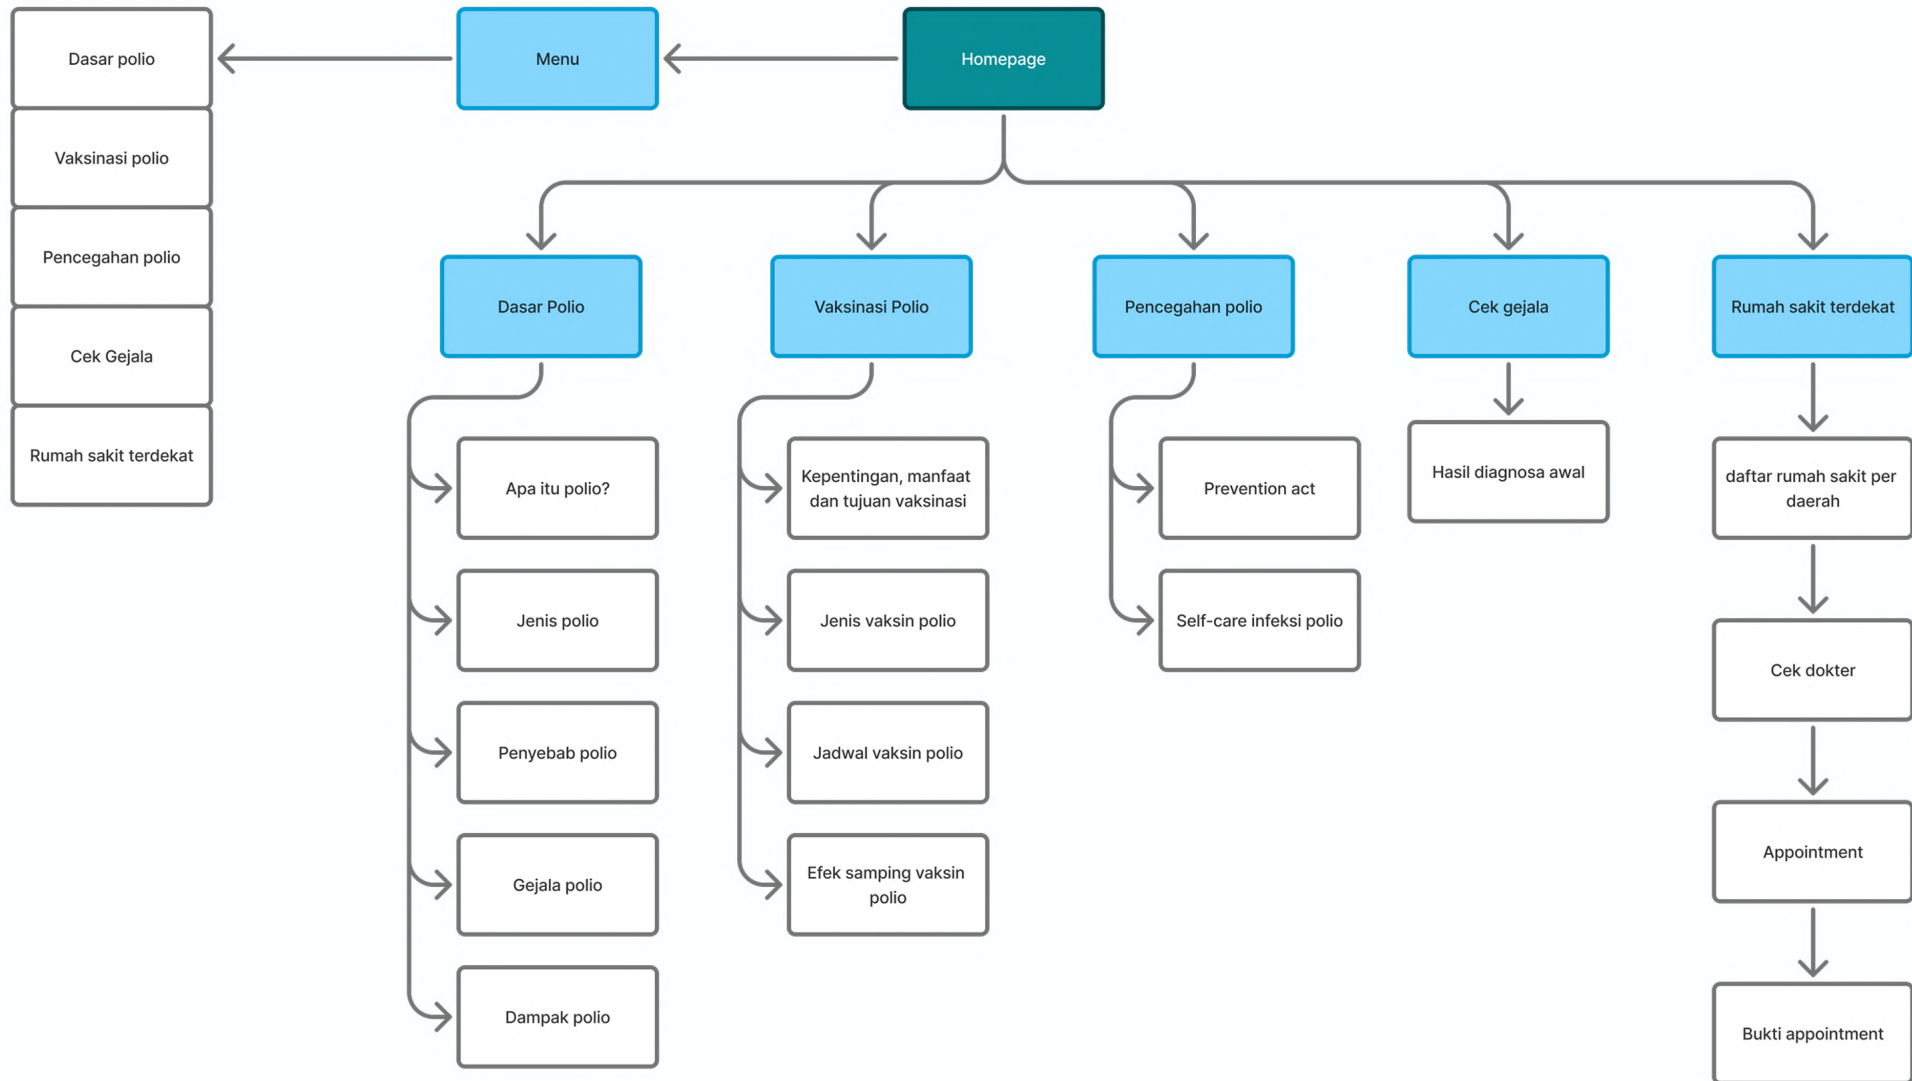 Dasar polio
Menu
Homepage
Vaksinasi polio
Pencegahan polio
Cek Gejala
Rumah sakit terdekat
Dasar Polio
Vaksinasi Polio
Pencegahan polio
Cek gejala
Rumah sakit terdekat
Apa itu polio?
Jenis polio
Penyebab polio
Gejala polio
Dampak polio
Kepentingan, manfaat
dan tujuan vaksinasi
Jenis vaksin polio
Jadwal vaksin polio
Efek samping vaksin
polio
Prevention act
Self-care infeksi polio
Hasil diagnosa awal
daftar rumah sakit per
daerah
Cek dokter
Appointment
Bukti appointment